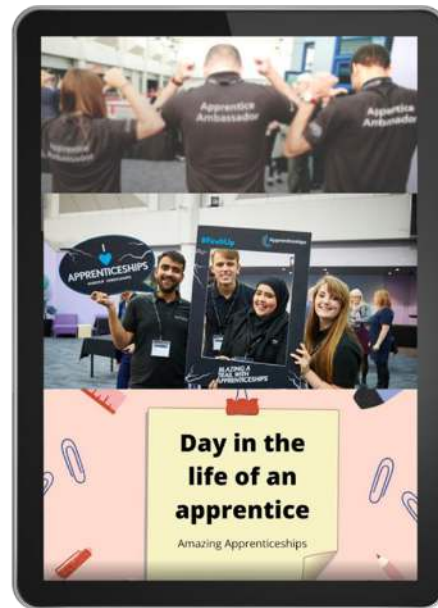 Apprentice
Ambassador
Apprentice
Ambassador
Apprentice
Ambassador
I
APPRENTICESHIPS
Apprenticeships
BLAZING A
TRAIL WITH
APPRENTICESHIPS
Day in the
life of an
apprentice
Amazing Apprenticeships